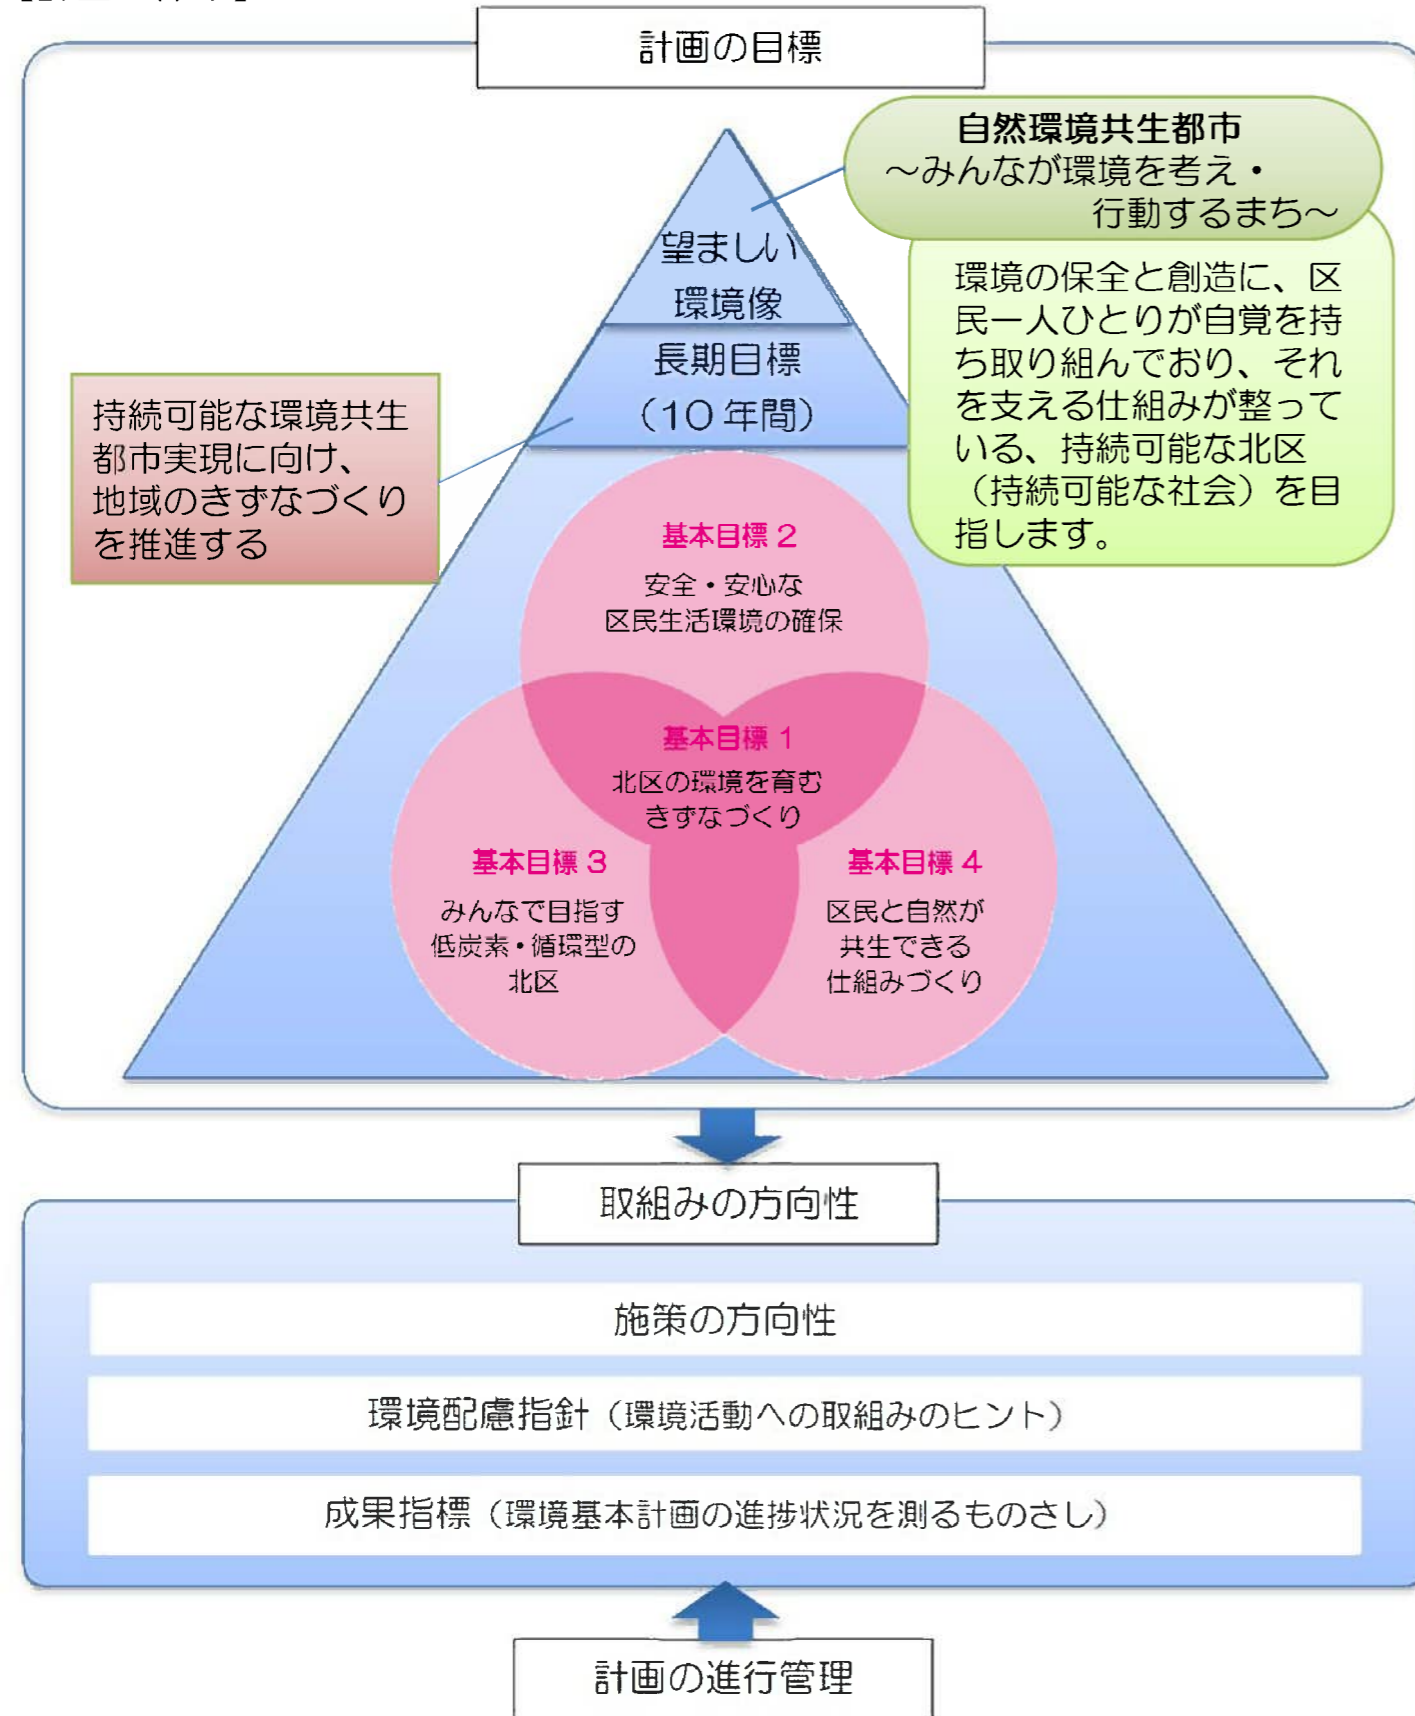 計画の目標
自然環境共生都市
～みんなが環境を考え・
行動するまち～
環境の保全と創造に、区
民一人ひとりが自覚を持
ち取り組んでおり、それ
を支える仕組みが整って
いる、持続可能な北区
（持続可能な社会）を目
指します。
望ましい
環境像
長期目標
（10年間）
持続可能な環境共生
都市実現に向け、
地域のきずなづくり
を推進する
基本目標 2
安全・安心な
区民生活環境の確保
基本目標 1
北区の環境を育む
きずなづくり
基本目標 3
みんなで目指す
低炭素・循環型の
北区
基本目標 4
区民と自然が
共生できる
仕組みづくり
取組みの方向性
施策の方向性
環境配慮指針（環境活動への取組みのヒント）
成果指標（環境基本計画の進捗状況を測るものさし）
計画の進行管理